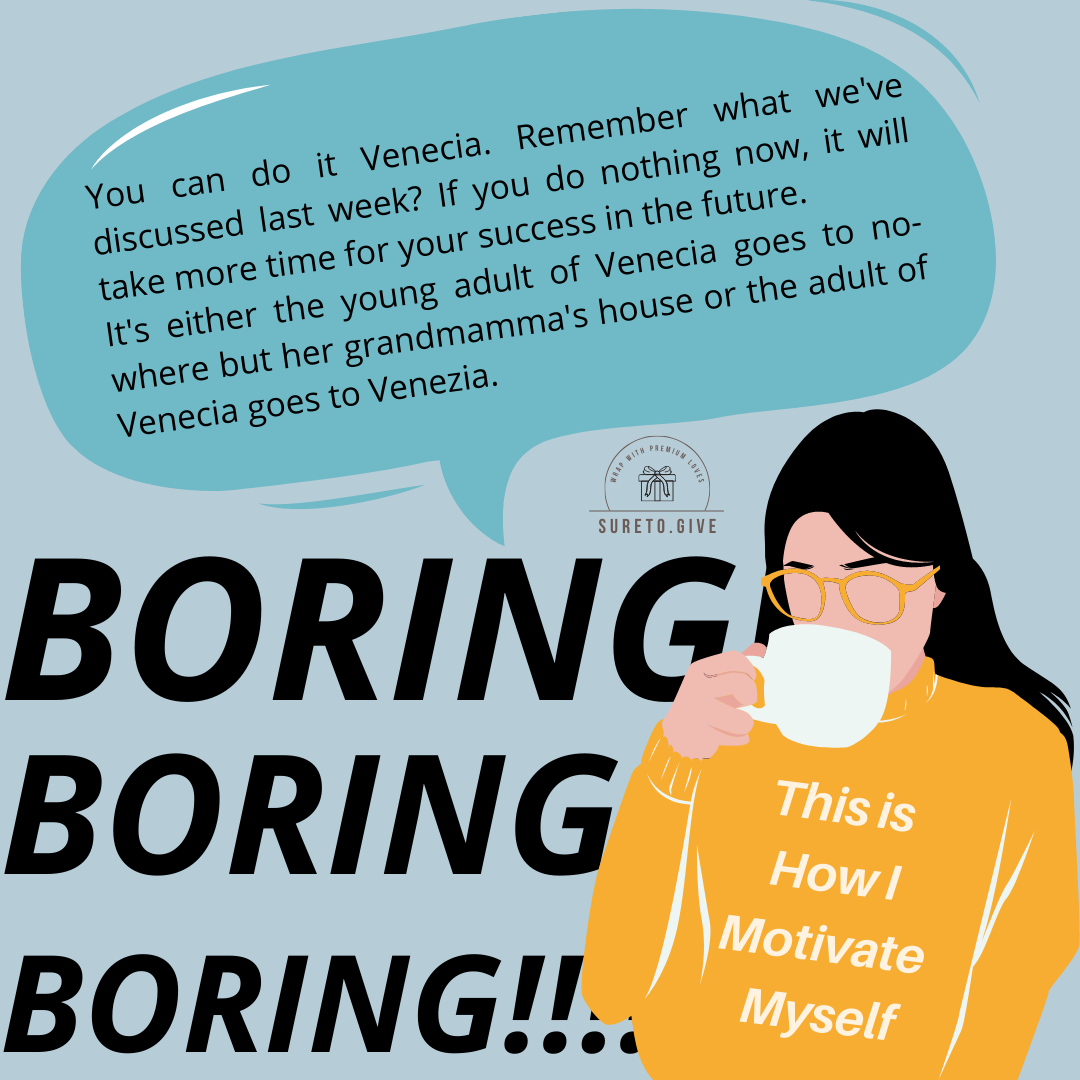 You can do it Venecia. Remember what we've
discussed last week? If you do nothing now, it will
take more time for your success in the future.
It's either the young adult of Venecia goes to no-
where but her grandmamma's house or the adult of
Venecia goes to Venezia.
WRAP WITH PREMIUM LOVES
SURETO.GIVE
BORING
BORING
BORING!!!!
This is
How I
Motivate
Myself